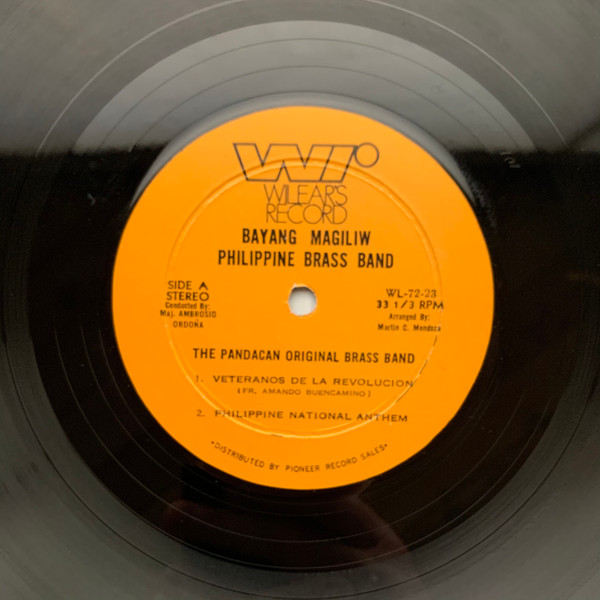 WR
WILEAR'S
RECORD
BAYANG MAGILIW
PHILIPPINE BRASS BAND
SIDE A
STEREO
Conducted By:
Maj. AMBROSIO
ORDOÑA
WL-72-23
33 1/3 RPM
Arranged By:
Martin C. Mendoza
THE PANDACAN ORIGINAL BRASS BAND
1. VETERANOS DE LA REVOLUCION
(FR. AMANDO BUENCAMINO)
2. PHILIPPINE NATIONAL ANTHEM
•DISTRIBUTED BY PIONEER RECORD SALES•